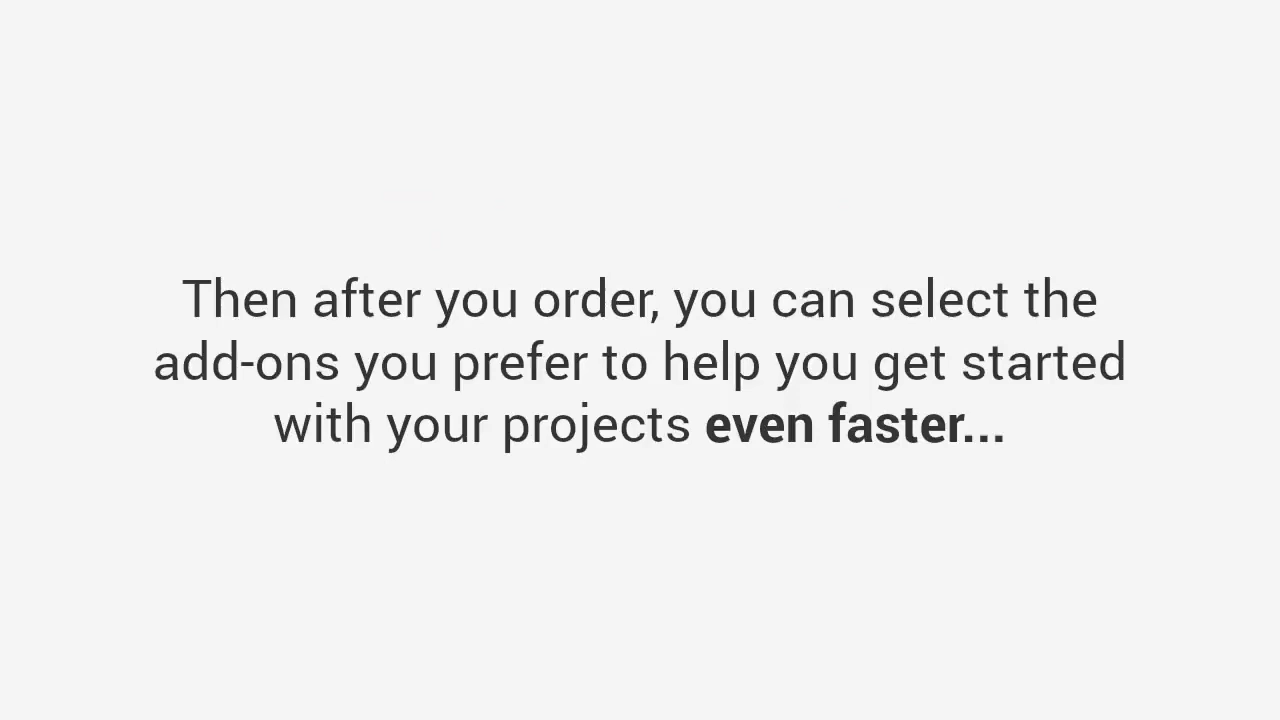 Then after you order, you can select the
add-ons you prefer to help you get started
with your projects even faster...